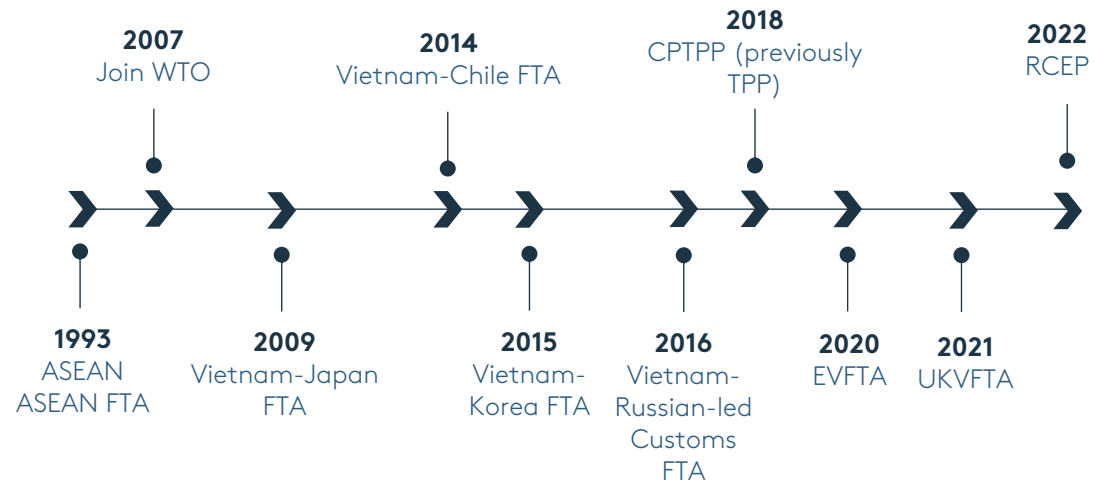 2007
Join WTO
2014
Vietnam-Chile FTA
2018
CPTPP (previously
TPP)
2022
RCEP
1993
ASEAN
ASEAN FTA
2009
Vietnam-Japan
FTA
2015
Vietnam-
Korea FTA
2016
Vietnam-
Russian-led
Customs
FTA
2020
EVFTA
2021
UKVFTA